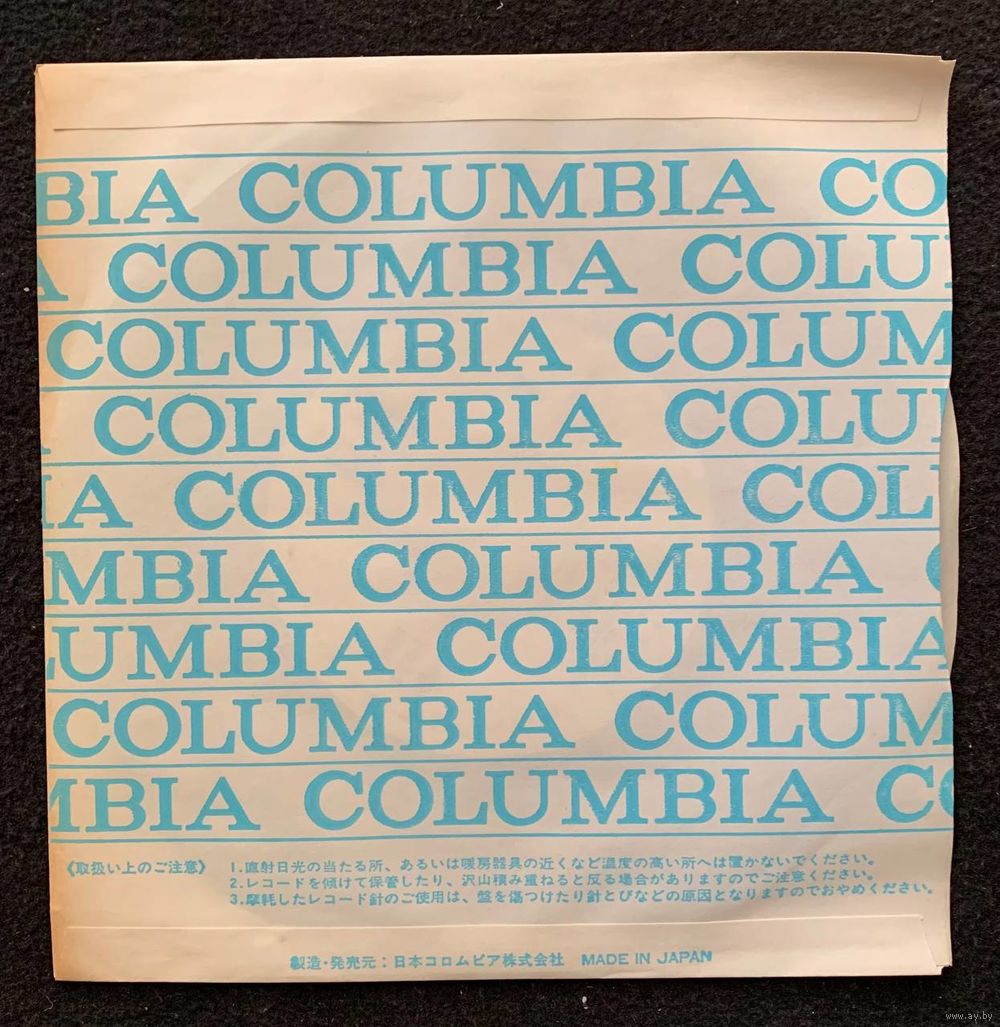 BIA COLUMBIA CO
A COLUMBIA COLU
COLUMBIA COLUM
COLUMBIA COLU
IA COLUMBIA COL
MBIA COLUMBIA C
UMBIA COLUMBIA
COLUMBIA COLUM
MBIA COLUMBIA CO
《取扱い上のご注意》 1.直射日光の当たる所、あるいは暖房器具の近くなど温度の高い所へは置かないでください。
2.レコードを傾けて保管したり、沢山積み重ねると反る場合がありますのでご注意ください。
3.摩耗したレコード針のご使用は、盤を傷つけたり針とびなどの原因となりますのでおやめください。
製造・発売元：日本コロムビア株式会社 MADE IN JAPAN
www.ay.by